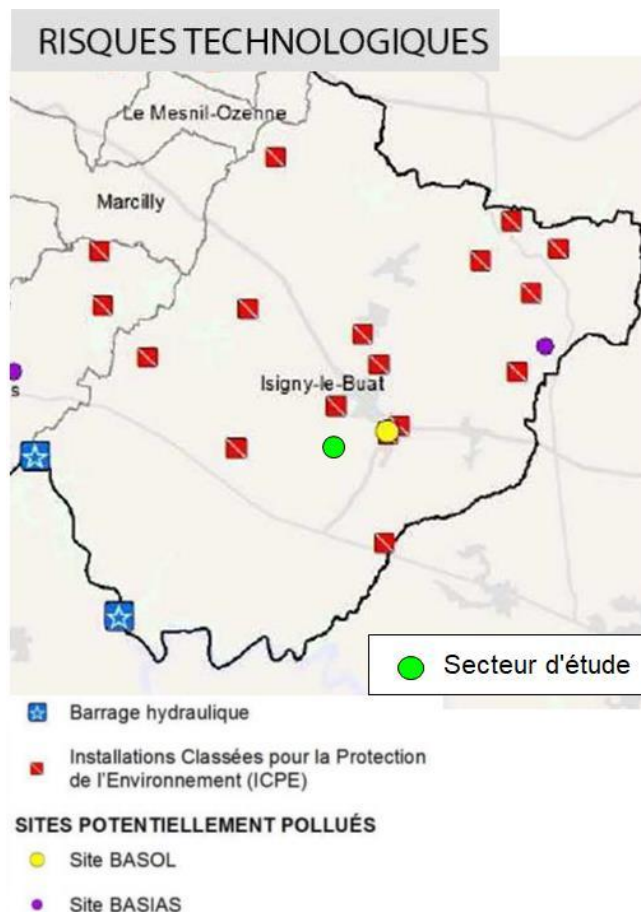 RISQUES TECHNOLOGIQUES
Le Mesnil-Ozenne
Marcilly
Isigny-le-Buat
s
Secteur d'étude
Barrage hydraulique
Installations Classées pour la Protection
de l'Environnement (ICPE)
SITES POTENTIELLEMENT POLLUÉS
Site BASOL
Site BASIAS